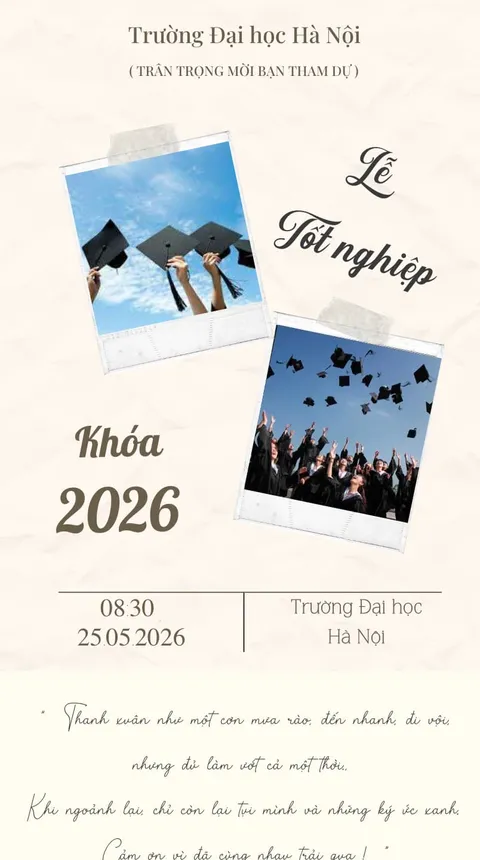 Trường Đại học Hà Nội
( TRÂN TRỌNG MỜI BẠN THAM DỰ )
Lễ
Tốt nghiệp
Khóa
2026
08:30
25.05.2026
Trường Đại học
Hà Nội
“ Thanh xuân như một cơn mưa rào, đến nhanh, đi vội,
nhưng đủ làm ướt cả một thời..
Khi ngoảnh lại, chỉ còn lại tụi mình và những ký ức xanh.
Cảm ơn vì đã cùng nhau trải qua ! ”